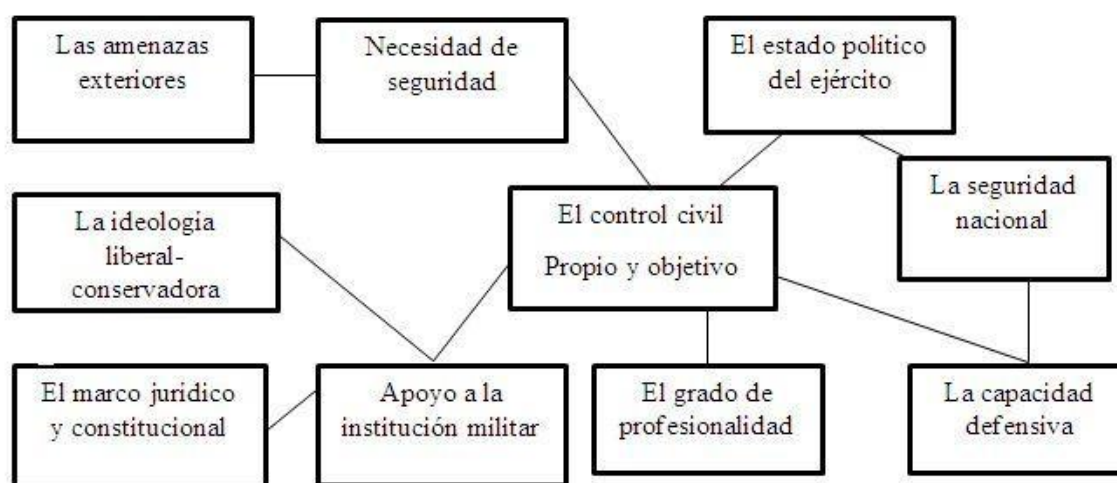 Las amenazas
exteriores
Necesidad de
seguridad
El estado político
del ejército
La seguridad
nacional
La ideología
liberal-
conservadora
El control civil
Propio y objetivo
El marco jurídico
y constitucional
Apoyo a la
institución militar
El grado de
profesionalidad
La capacidad
defensiva